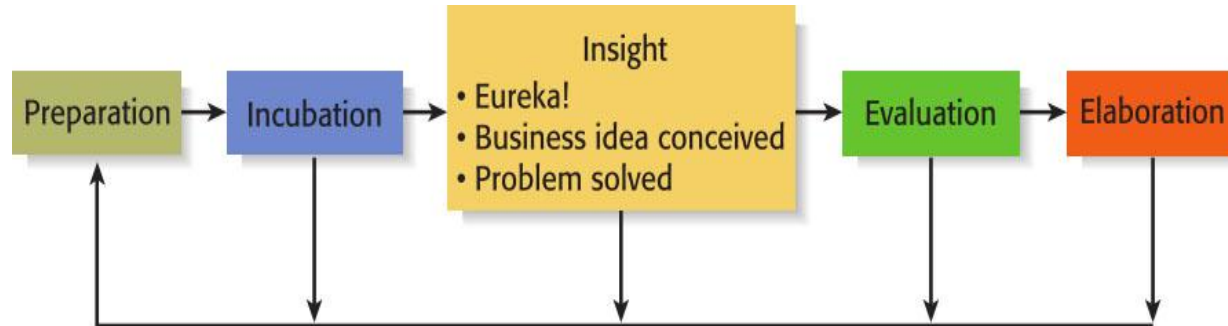 Preparation
Incubation
Insight
• Eureka!
• Business idea conceived
• Problem solved
Evaluation
Elaboration